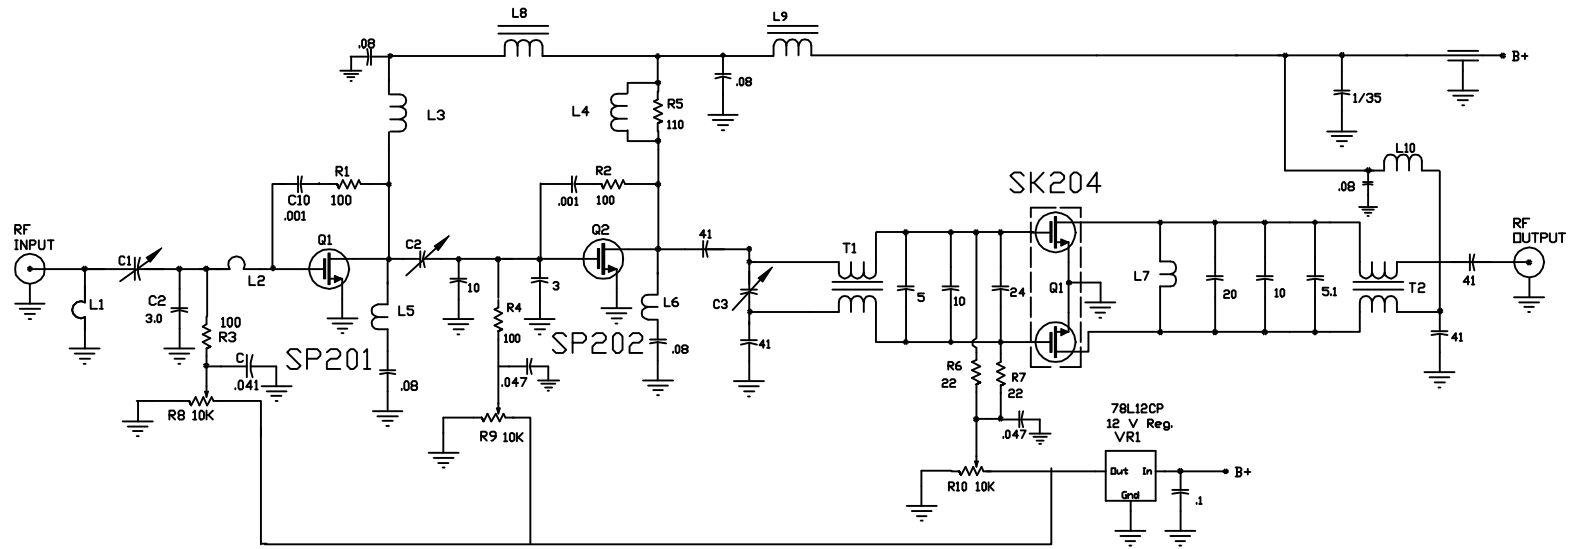 L8
L9
.08
B+
.08
L3
L4
R5
110
1/35
L10
R1
C10
100
.001
R2
.001
100
SK204
.08
RF
INPUT
Q1
C2
Q2
41
T1
RF
OUTPUT
C1
L2
L1
C2
3.0
L5
10
3
L6
C3
5
10
24
Q1
L7
20
10
5.1
T2
41
100
R3
R4
100
SP201
SP202
.08
41
41
C
.041
.08
.047
R6
22
R7
22
R8 10K
R9 10K
.047
78L12CP
12 V Reg.
VR1
R10 10K
Out In
Gnd
B+
.1